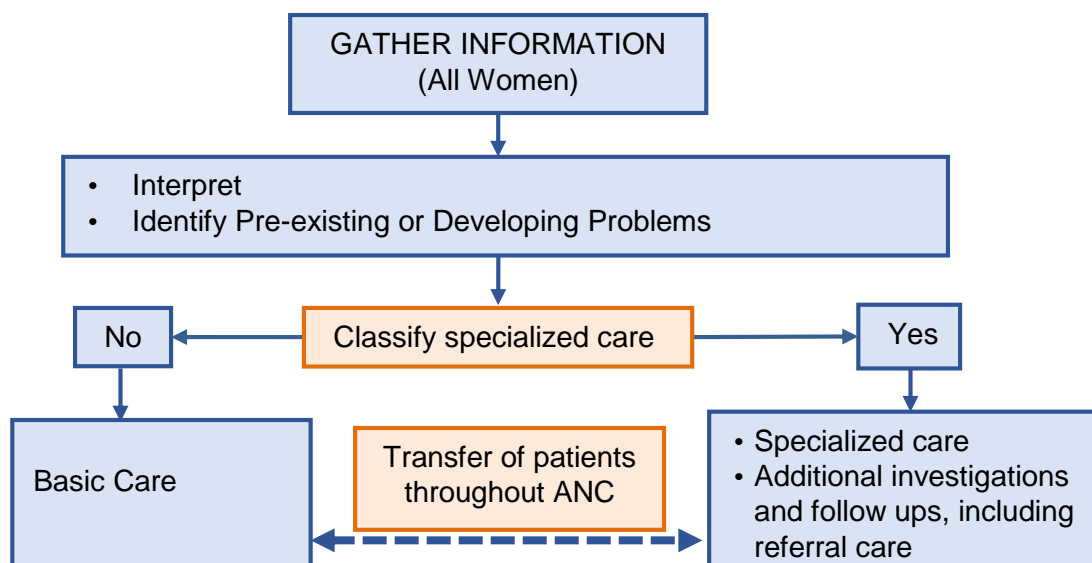 GATHER INFORMATION
(All Women)
• Interpret
• Identify Pre-existing or Developing Problems
No
Classify specialized care
Yes
Basic Care
Transfer of patients
throughout ANC
• Specialized care
• Additional investigations
and follow ups, including
referral care